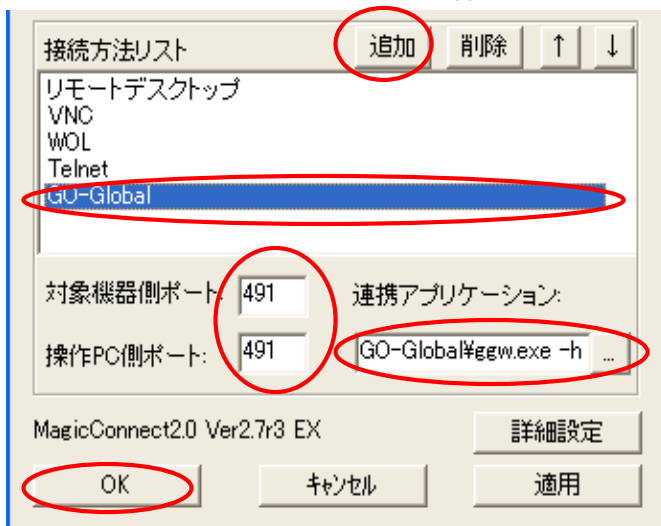 接続方法リスト 追加 削除 ↑ ↓
リモートデスクトップ
VNC
WOL
Telnet
GO-Global
対象機器側ポート: 491 連携アプリケーション:
操作PC側ポート: 491 GO-Global¥ggw.exe -h ...
MagicConnect2.0 Ver2.7r3 EX 詳細設定
OK キャンセル 適用